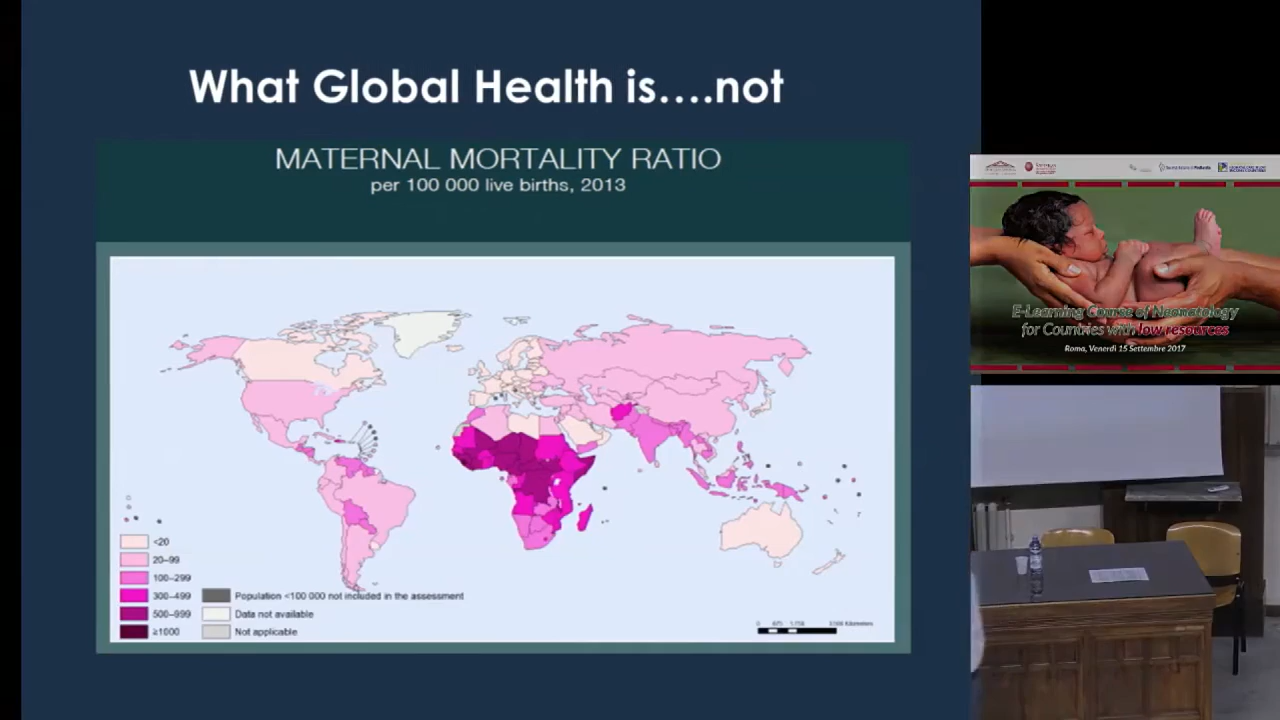 What Global Health is....not
MATERNAL MORTALITY RATIO
per 100 000 live births, 2013
<20
20–99
100–299
300–499
500–999
≥1000
Population <100 000 not included in the assessment
Data not available
Not applicable
E-Learning Course of Neonatology
for Countries with low resources
Roma, Venerdì 15 Settembre 2017